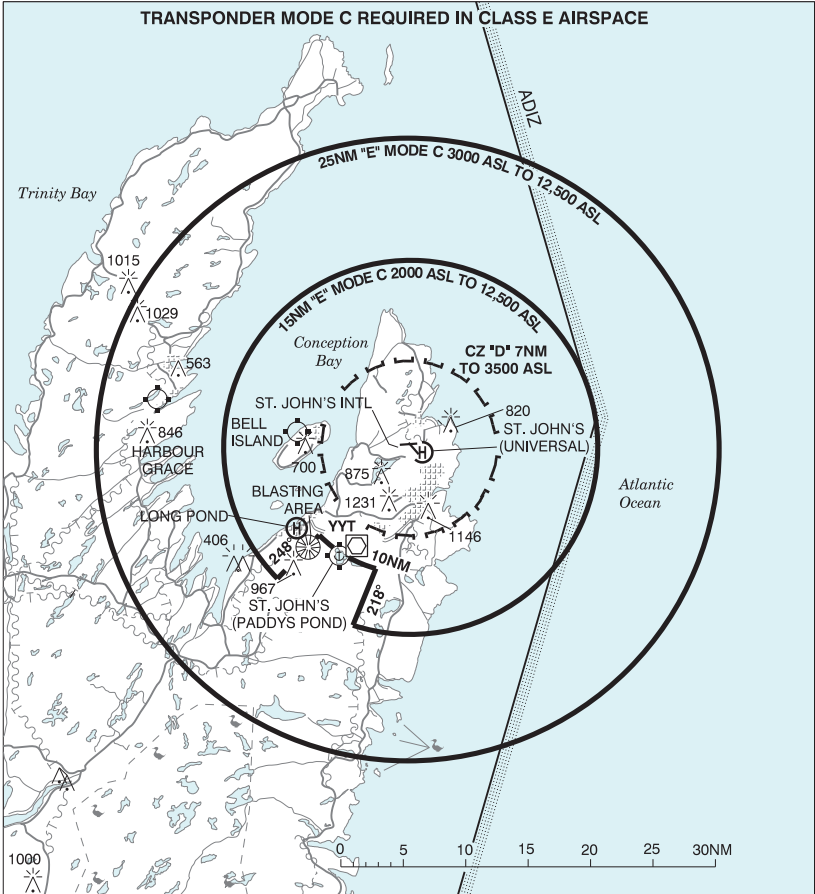 TRANSPONDER MODE C REQUIRED IN CLASS E AIRSPACE
ADIZ
25NM "E" MODE C 3000 ASL TO 12,500 ASL
Trinity Bay
1015
1029
15NM "E" MODE C 2000 ASL TO 12,500 ASL
Conception
Bay
CZ "D" 7NM
TO 3500 ASL
563
ST. JOHN'S INTL
820
BELL
ISLAND
ST. JOHN'S
(UNIVERSAL)
H
846
HARBOUR
GRACE
700
875
Atlantic
Ocean
BLASTING
AREA
1231
LONG POND
H
YYT
1146
406
248°
10NM
967
218°
ST. JOHN'S
(PADDYS POND)
1000
0 5 10 15 20 25 30NM